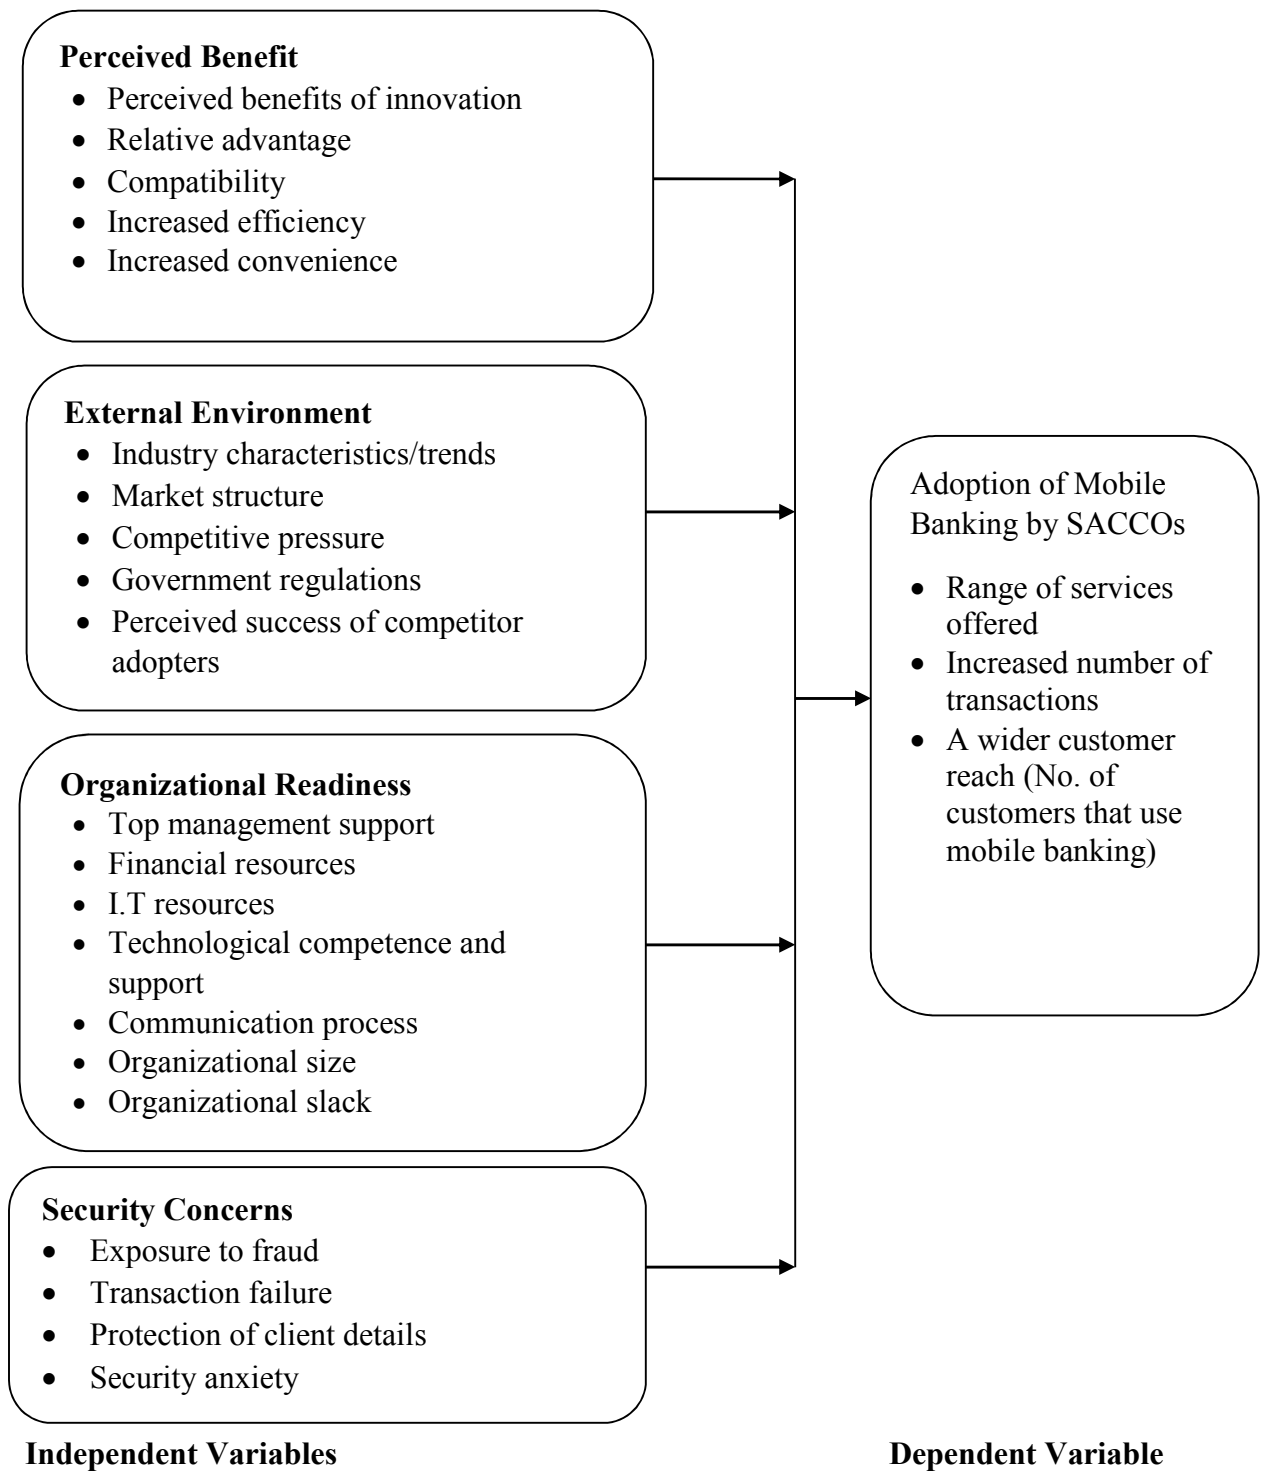 Perceived Benefit
• Perceived benefits of innovation
• Relative advantage
• Compatibility
• Increased efficiency
• Increased convenience
External Environment
• Industry characteristics/trends
• Market structure
• Competitive pressure
• Government regulations
• Perceived success of competitor
adopters
Organizational Readiness
• Top management support
• Financial resources
• I.T resources
• Technological competence and
support
• Communication process
• Organizational size
• Organizational slack
Security Concerns
• Exposure to fraud
• Transaction failure
• Protection of client details
• Security anxiety
Independent Variables
Adoption of Mobile
Banking by SACCOs
• Range of services
offered
• Increased number of
transactions
• A wider customer
reach (No. of
customers that use
mobile banking)
Dependent Variable